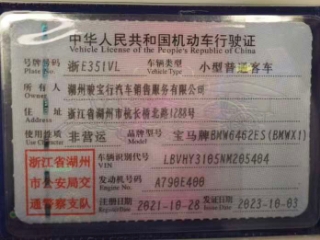 中华人民共和国机动车行驶证
Vehicle License of the People's Republic of China
号牌号码 浙E351VL 车辆类型 小型普通客车
Plate No. Vehicle Type
所有人 湖州骏宝行汽车销售服务有限公司
Owner
住址 浙江省湖州市杭长桥北路1288号
Address
使用性质 非营运 品牌型号 宝马牌BMW6462ES(BMWX1)
Use Character Model
浙江省湖州
市公安局交
通警察支队
车辆识别代号 LBVHY3105NMZ05404
VIN
发动机号码 A790E400
Engine No.
注册日期 2021-10-28 发证日期 2023-10-03
Register Date Issue Date